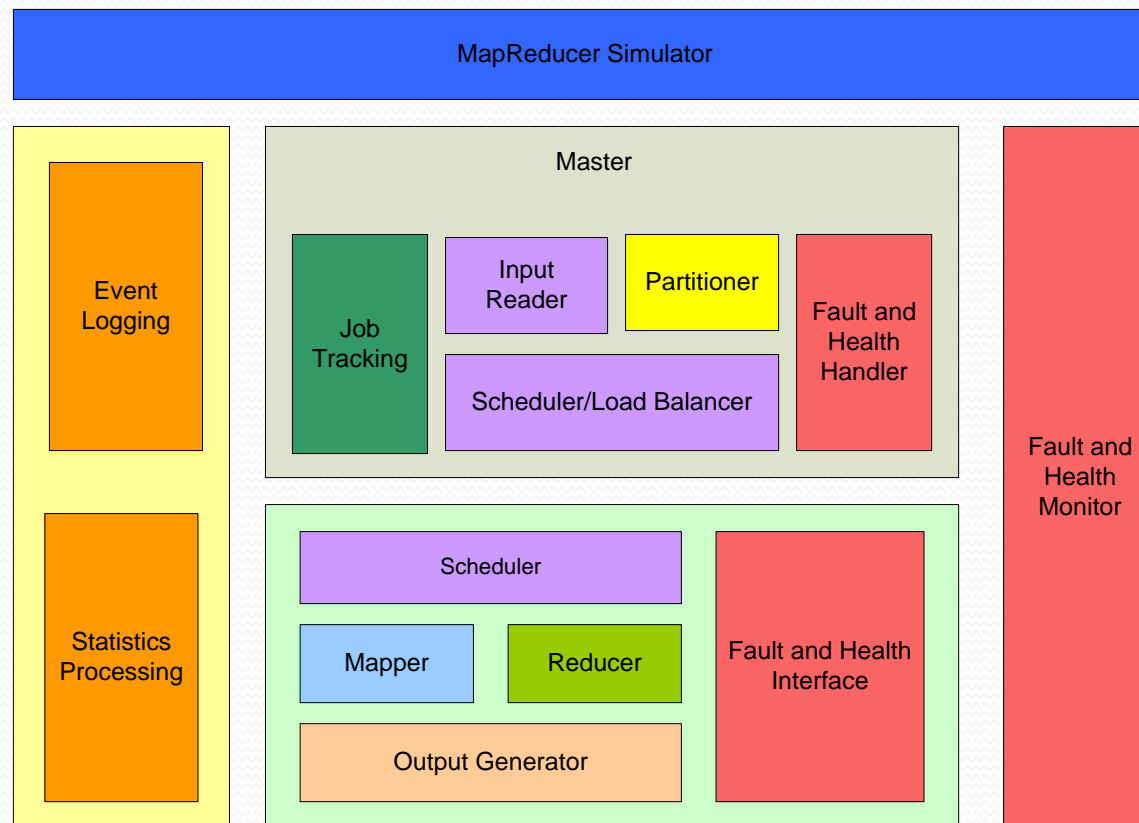 MapReducer Simulator
Event
Logging
Statistics
Processing
Master
Job
Tracking
Input
Reader
Partitioner
Scheduler/Load Balancer
Fault and
Health
Handler
Scheduler
Mapper
Reducer
Output Generator
Fault and Health
Interface
Fault and
Health
Monitor